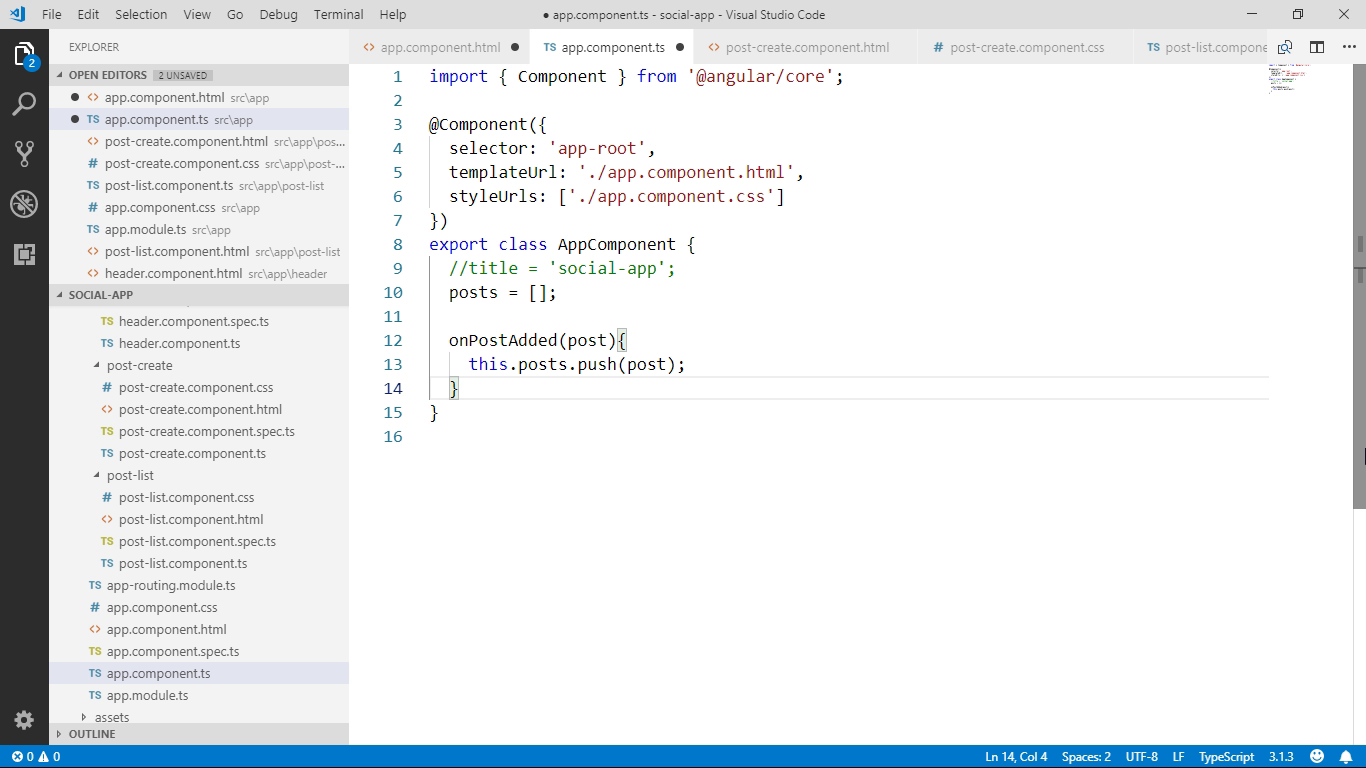 File Edit Selection View Go Debug Terminal Help
● app.component.ts - social-app - Visual Studio Code
2
EXPLORER
OPEN EDITORS 2 UNSAVED
<> app.component.html src\app
TS app.component.ts src\app
<> post-create.component.html src\app\pos...
# post-create.component.css src\app\post-...
TS post-list.component.ts src\app\post-list
# app.component.css src\app
TS app.module.ts src\app
<> post-list.component.html src\app\post-list
<> header.component.html src\app\header
SOCIAL-APP
TS header.component.spec.ts
TS header.component.ts
post-create
# post-create.component.css
<> post-create.component.html
TS post-create.component.spec.ts
TS post-create.component.ts
post-list
# post-list.component.css
<> post-list.component.html
TS post-list.component.spec.ts
TS post-list.component.ts
TS app-routing.module.ts
# app.component.css
<> app.component.html
TS app.component.spec.ts
TS app.component.ts
TS app.module.ts
assets
OUTLINE
<> app.component.html ● TS app.component.ts ● <> post-create.component.html # post-create.component.css TS post-list.compone
1 import { Component } from '@angular/core';
2
3 @Component({
4 selector: 'app-root',
5 templateUrl: './app.component.html',
6 styleUrls: ['./app.component.css']
7 })
8 export class AppComponent {
9 //title = 'social-app';
10 posts = [];
11
12 onPostAdded(post){
13 this.posts.push(post);
14 }
15 }
16
0 0 Ln 14, Col 4 Spaces: 2 UTF-8 LF TypeScript 3.1.3